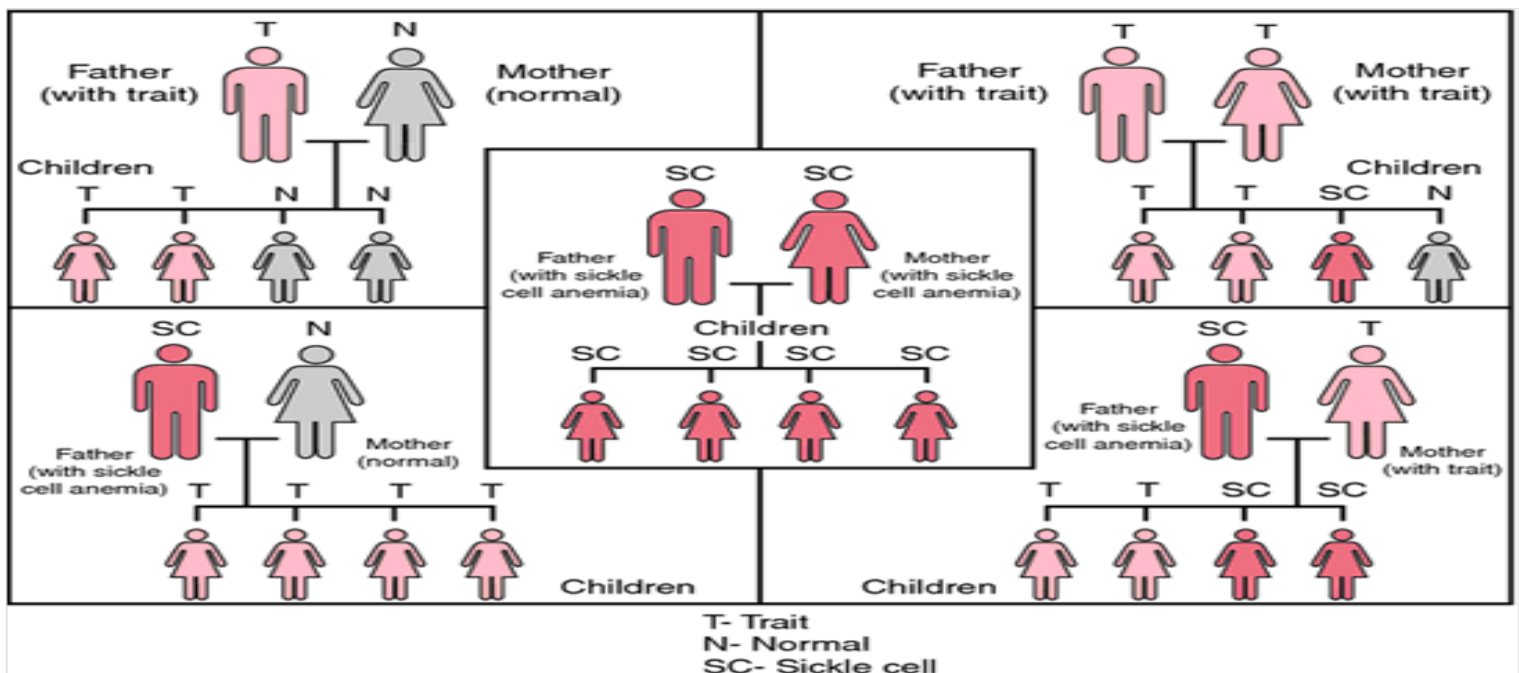 T N
Father
(with trait)
Mother
(normal)
Children
T T N N
T T
Father
(with trait)
Mother
(with trait)
Children
T T SC N
SC SC
Father
(with sickle
cell anemia)
Mother
(with sickle
cell anemia)
Children
SC SC SC SC
SC N
Father
(with sickle
cell anemia)
Mother
(normal)
T T T T
Children
SC T
Father
(with sickle
cell anemia)
Mother
(with trait)
T T SC SC
Children
T- Trait
N- Normal
SC- Sickle cell